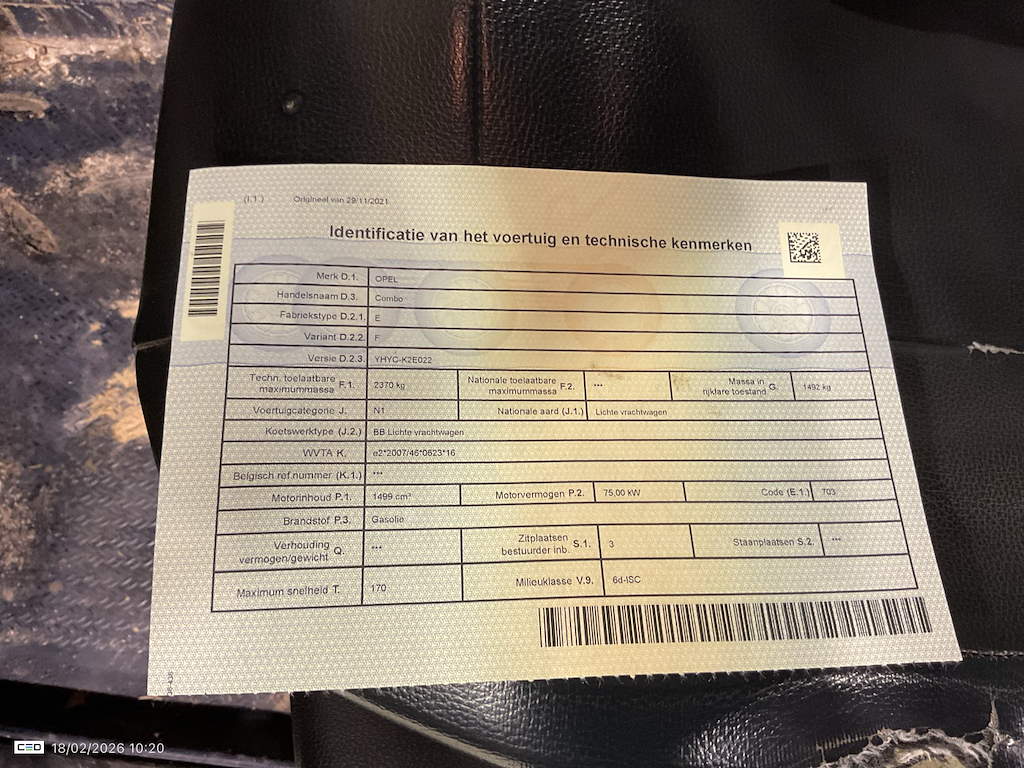 (I.1.) Origineel van 29/11/2021
Identificatie van het voertuig en technische kenmerken
Merk D.1. OPEL
Handelsnaam D.3. Combo
Fabriekstype D.2.1. E
Variant D.2.2. F
Versie D.2.3. YHYC-K2E022
Techn. toelaatbare maximummassa F.1. 2370 kg Nationale toelaatbare maximummassa F.2. *** Massa in rijklare toestand G. 1492 kg
Voertuigcategorie J. N1 Nationale aard (J.1.) Lichte vrachtwagen
Koetswerktype (J.2.) BB Lichte vrachtwagen
WVTA K. e2*2007/46*0623*16
Belgisch ref.nummer (K.1.) ***
Motorinhoud P.1. 1499 cm³ Motorvermogen P.2. 75,00 kW Code (E.1.) 703
Brandstof P.3. Gasolie
Verhouding vermogen/gewicht Q. *** Zitplaatsen bestuurder inb. S.1. 3 Staanplaatsen S.2. ***
Maximum snelheid T. 170 Milieuklasse V.9. 6d-ISC
CEO 18/02/2026 10:20